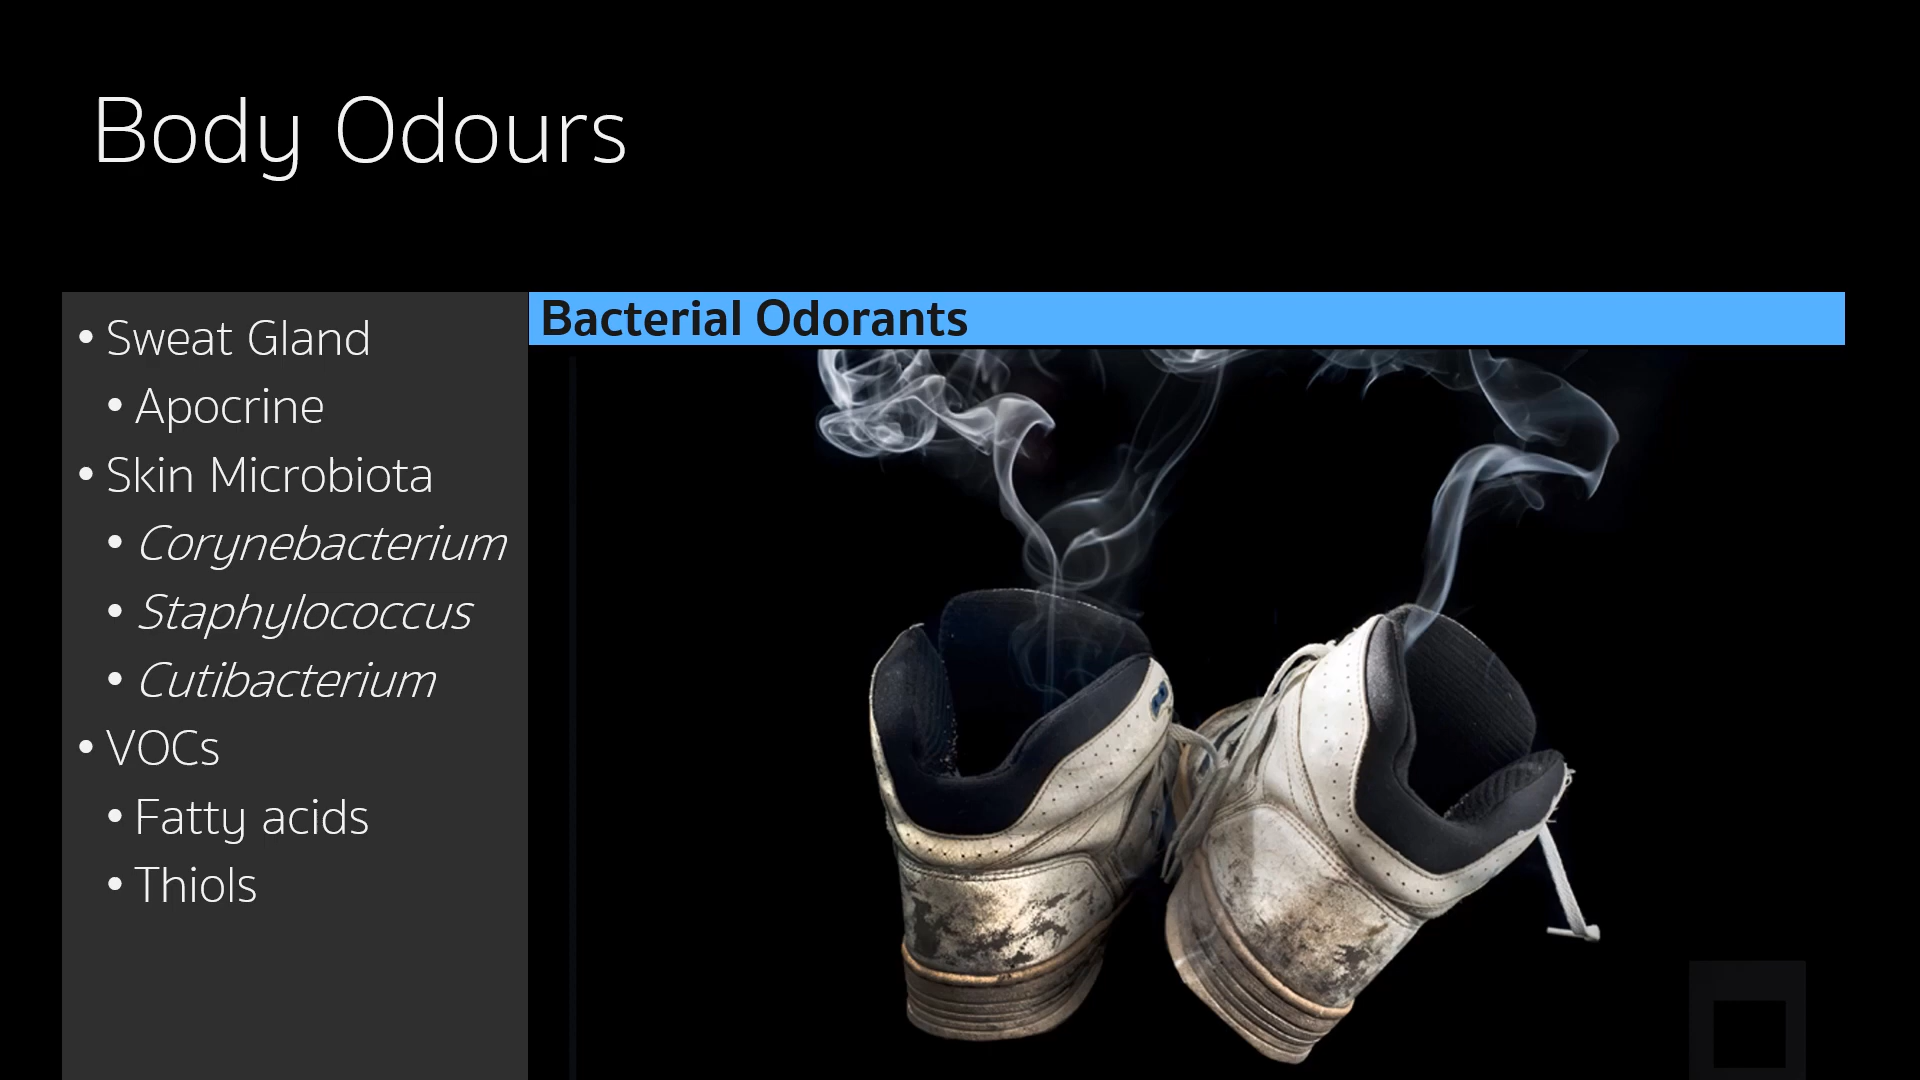 Body Odours
• Sweat Gland
• Apocrine
• Skin Microbiota
• Corynebacterium
• Staphylococcus
• Cutibacterium
• VOCs
• Fatty acids
• Thiols
Bacterial Odorants